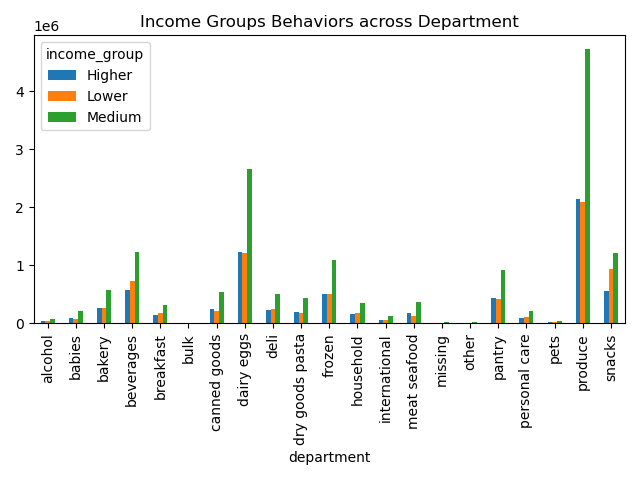 Income Groups Behaviors across Department
1e6
income_group
Higher
Lower
Medium
4
3
2
1
0
alcohol
babies
bakery
beverages
breakfast
bulk
canned goods
dairy eggs
deli
dry goods pasta
frozen
household
international
meat seafood
missing
other
pantry
personal care
pets
produce
snacks
department